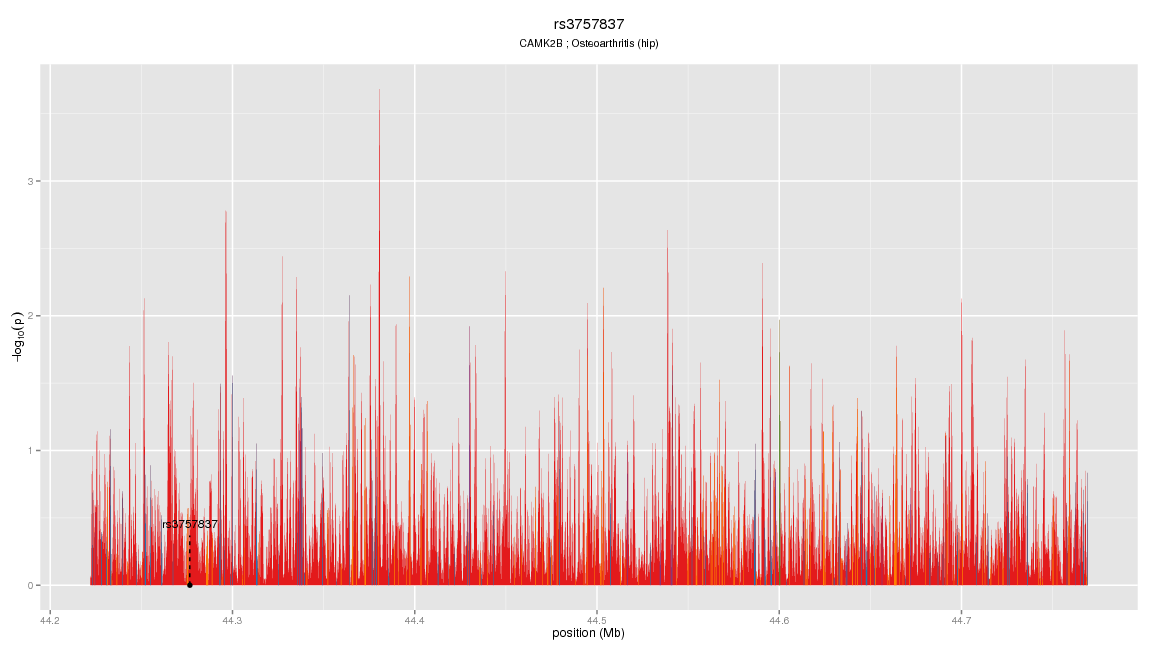 rs3757837
CAMK2B ; Osteoarthritis (hip)
3
2
1
0
−log10(p)
rs3757837
44.2 44.3 44.4 44.5 44.6 44.7
position (Mb)